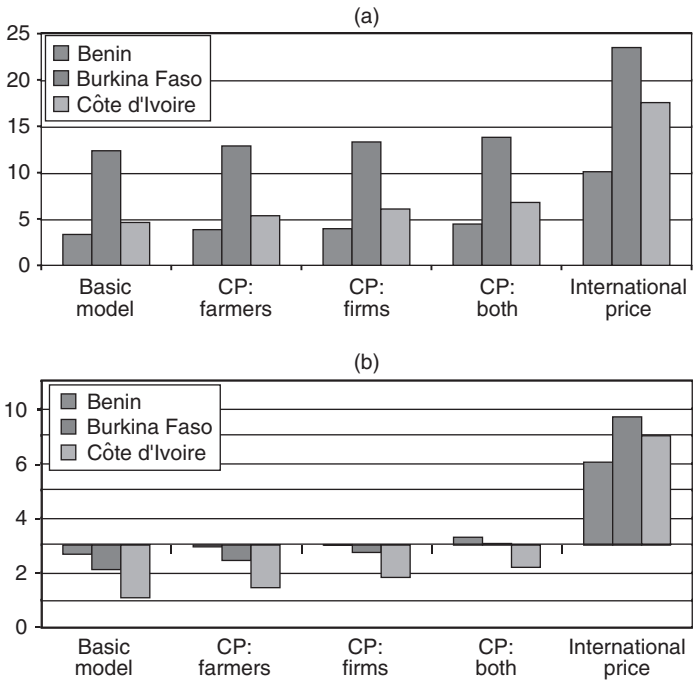 (a)
25
20
15
10
5
0
Benin
Burkina Faso
Côte d'Ivoire
Basic model
CP: farmers
CP: firms
CP: both
International price
(b)
10
6
4
2
0
Benin
Burkina Faso
Côte d'Ivoire
Basic model
CP: farmers
CP: firms
CP: both
International price